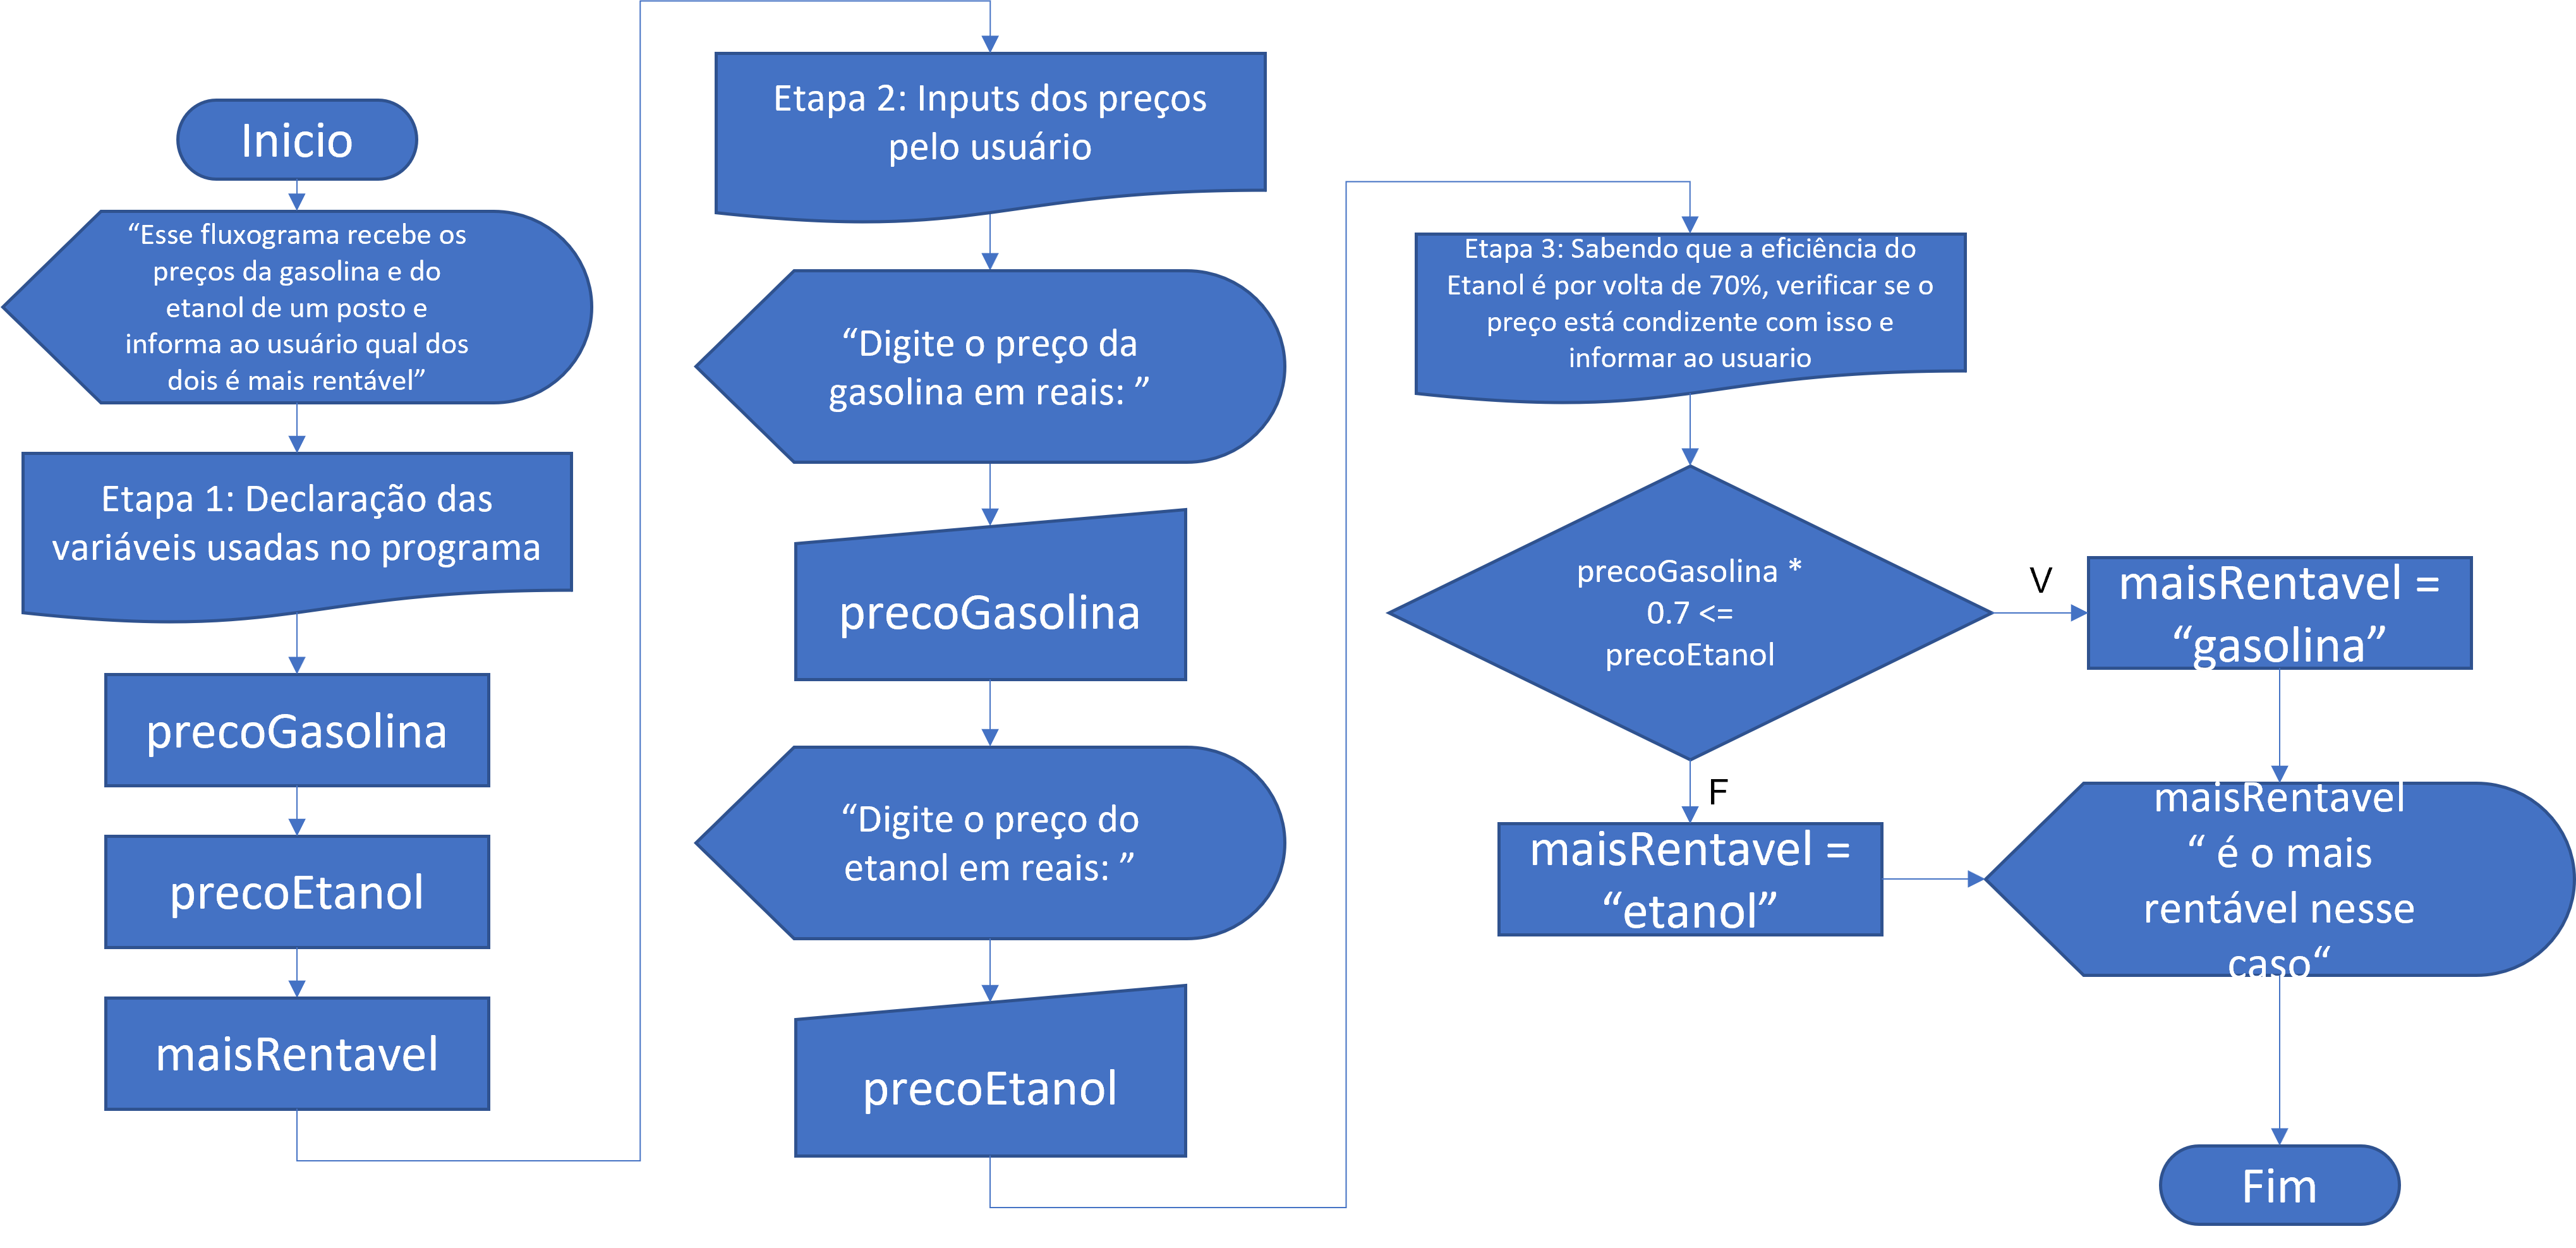 Inicio
“Esse fluxograma recebe os
preços da gasolina e do
etanol de um posto e
informa ao usuário qual dos
dois é mais rentável”
Etapa 1: Declaração das
variáveis usadas no programa
precoGasolina
precoEtanol
maisRentavel
Etapa 2: Inputs dos preços
pelo usuário
“Digite o preço da
gasolina em reais: ”
precoGasolina
“Digite o preço do
etanol em reais: ”
precoEtanol
Etapa 3: Sabendo que a eficiência do
Etanol é por volta de 70%, verificar se o
preço está condizente com isso e
informar ao usuario
precoGasolina *
0.7 <=
precoEtanol
V
maisRentavel =
“gasolina”
F
maisRentavel =
“etanol”
maisRentavel
“ é o mais
rentável nesse
caso“
Fim